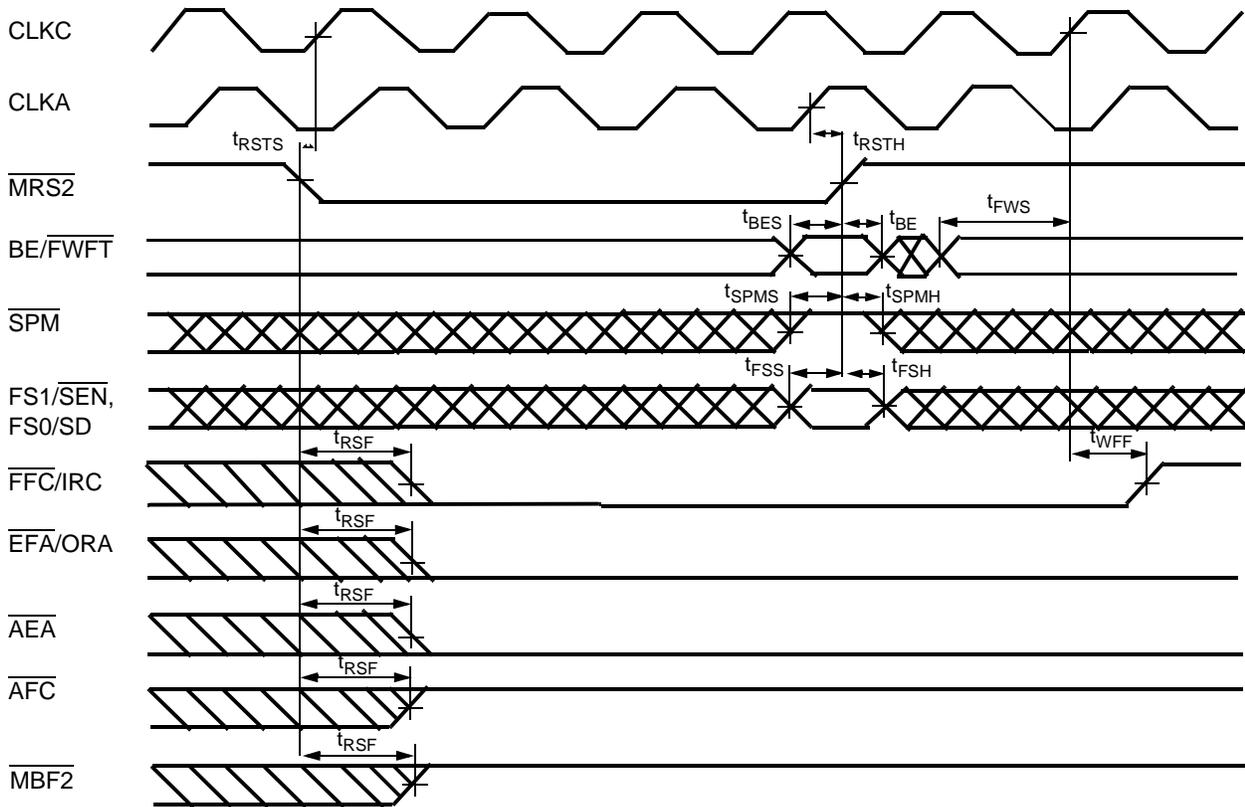 CLKC
CLKA
tRSTS
tRSTH
MRS2
tBES
tBE
tFWS
BE/FWFT
tSPMS
tSPMH
SPM
tFSS
tFSH
FS1/SEN,
FS0/SD
tRSF
tWFF
FFC/IRC
tRSF
EFA/ORA
tRSF
AEA
tRSF
AFC
tRSF
MBF2